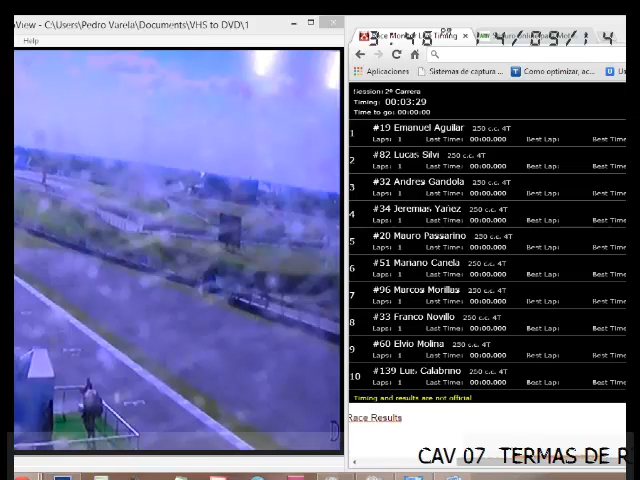 View - C:\Users\Pedro Varela\Documents\VHS to DVD\1
Help
Race Monitor Live Timing
3:48 PM 14/09/14
Aplicaciones Sistemas de captura ... Como optimizar, ac...
Session: 2ª Carrera
Timing: 00:03:29
Time to go: 00:00:00
1 #19 Emanuel Aguilar 250 c.c. 4T
Laps: 1 Last Time: 00:00.000 Best Lap: Best Time:
2 #82 Lucas Silvi 250 c.c. 4T
Laps: 1 Last Time: 00:00.000 Best Lap: Best Time:
3 #32 Andres Gandola 250 c.c. 4T
Laps: 1 Last Time: 00:00.000 Best Lap: Best Time:
4 #34 Jeremias Yañez 250 c.c. 4T
Laps: 1 Last Time: 00:00.000 Best Lap: Best Time:
5 #20 Mauro Passarino 250 c.c. 4T
Laps: 1 Last Time: 00:00.000 Best Lap: Best Time:
6 #51 Mariano Canela 250 c.c. 4T
Laps: 1 Last Time: 00:00.000 Best Lap: Best Time:
7 #96 Marcos Morillas 250 c.c. 4T
Laps: 1 Last Time: 00:00.000 Best Lap: Best Time:
8 #33 Franco Novillo 250 c.c. 4T
Laps: 1 Last Time: 00:00.000 Best Lap: Best Time:
9 #60 Elvio Molina 250 c.c. 4T
Laps: 1 Last Time: 00:00.000 Best Lap: Best Time:
10 #139 Luis Calabrino 250 c.c. 4T
Laps: 1 Last Time: 00:00.000 Best Lap: Best Time:
Timing and results are not official
Race Results
CAV 07 TERMAS DE R